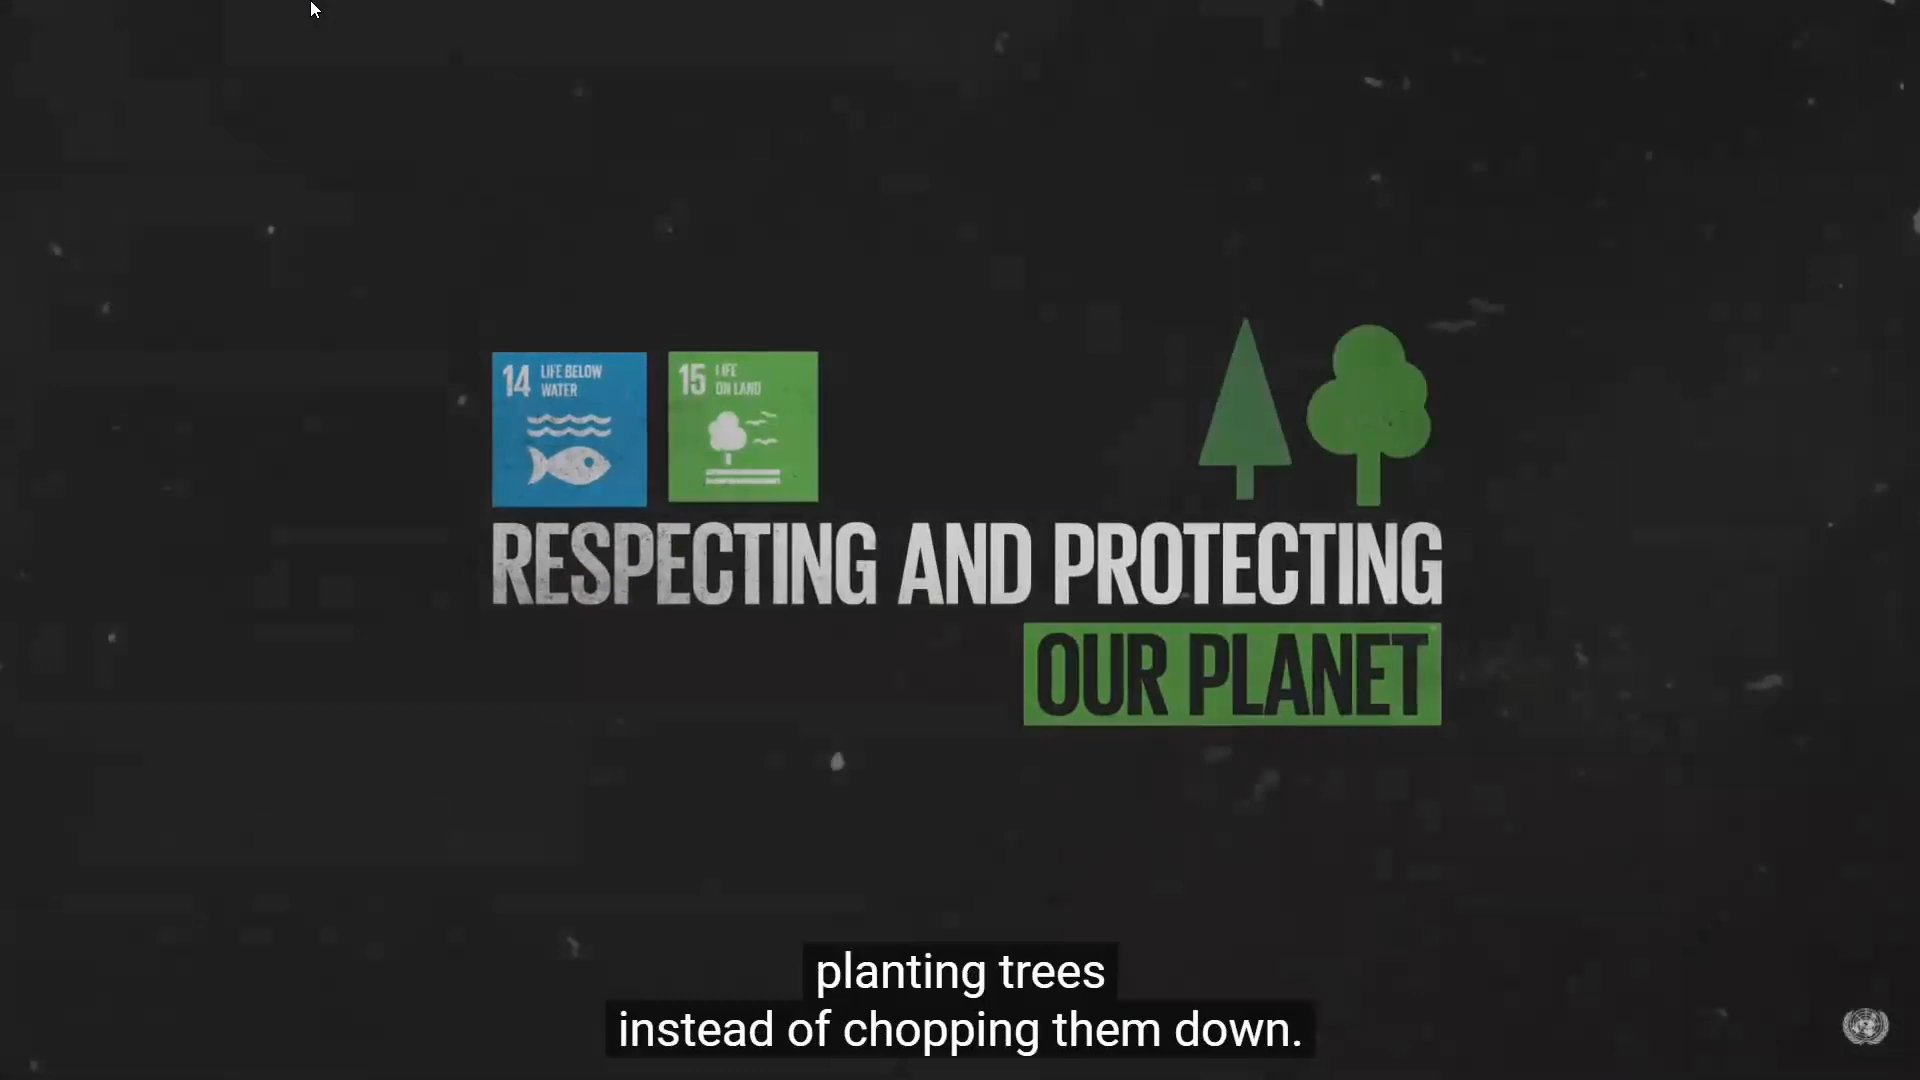 14 LIFE BELOW
WATER
15 LIFE
ON LAND
RESPECTING AND PROTECTING
OUR PLANET
planting trees
instead of chopping them down.